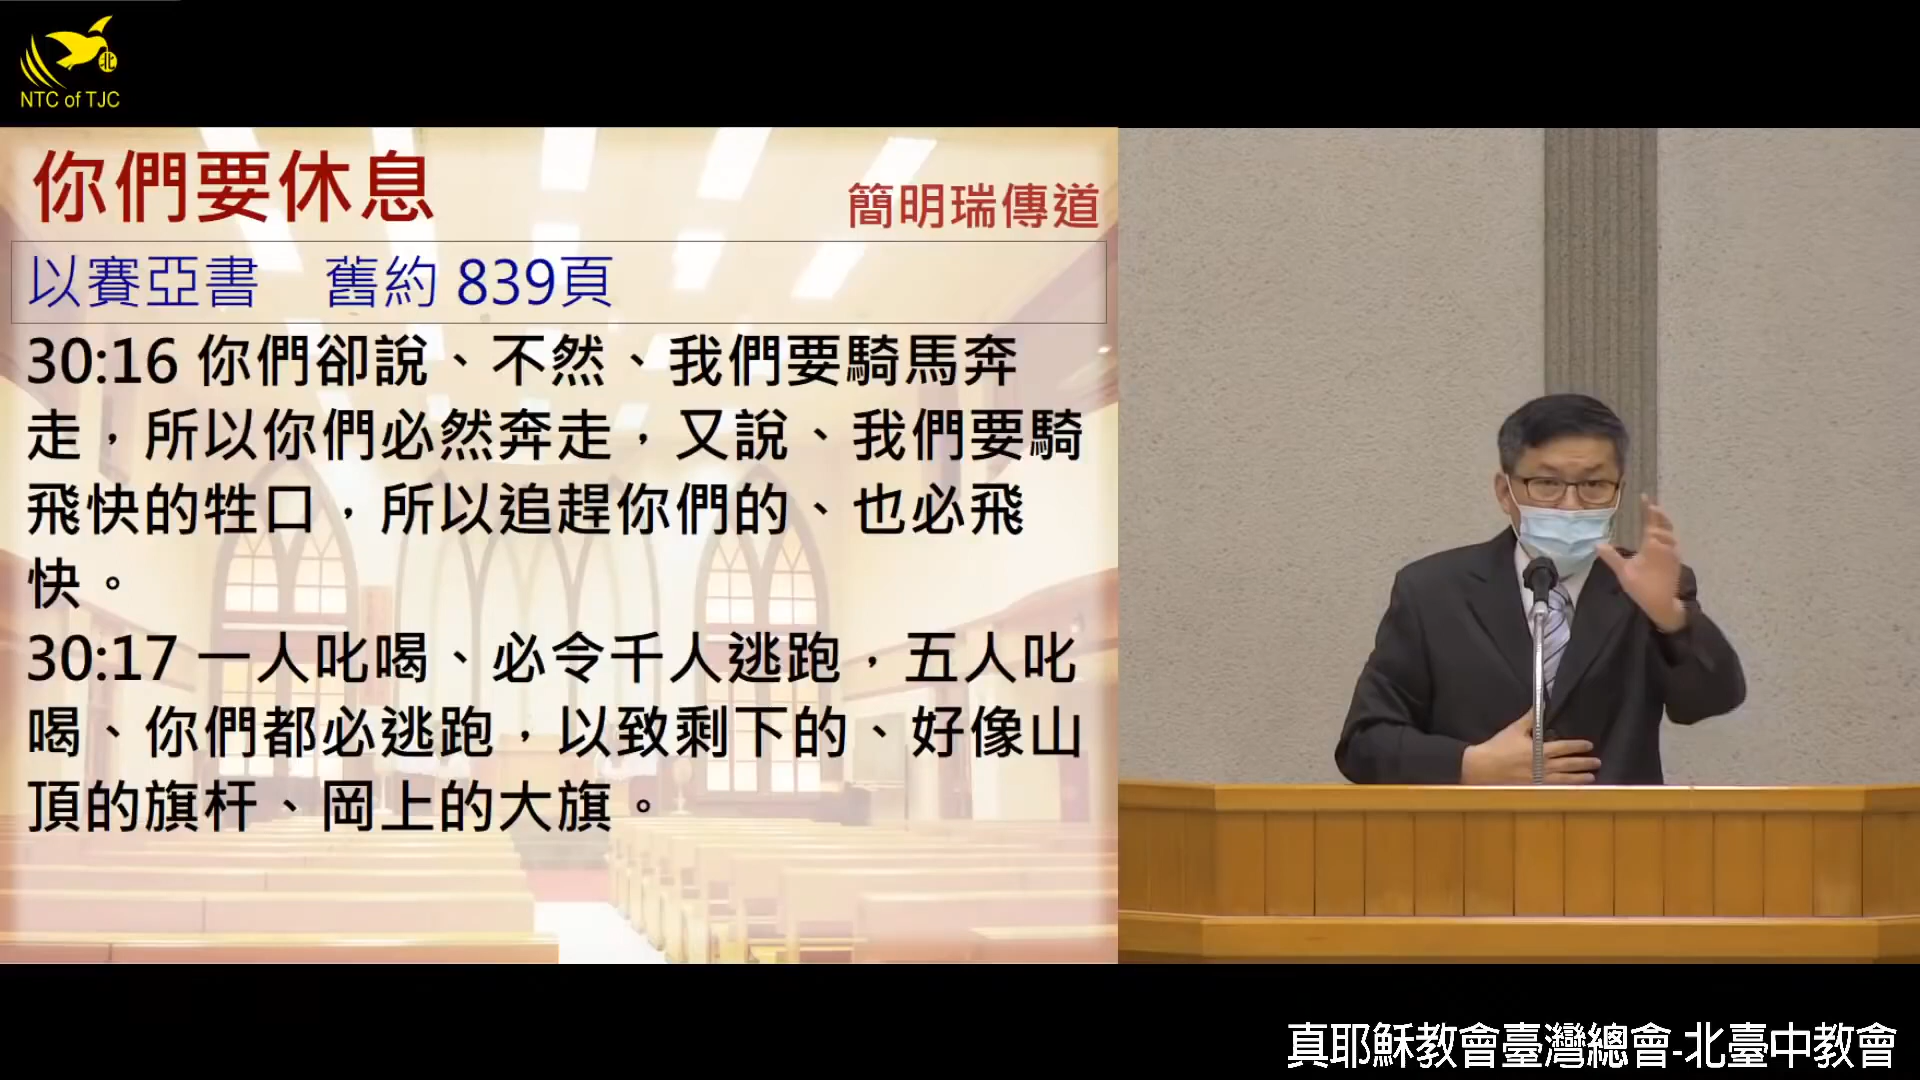 北
NTC of TJC
你們要休息
簡明瑞傳道
以賽亞書　舊約 839頁
30:16 你們卻說、不然、我們要騎馬奔
走，所以你們必然奔走，又說、我們要騎
飛快的牲口，所以追趕你們的、也必飛
快。
30:17 一人叱喝、必令千人逃跑，五人叱
喝、你們都必逃跑，以致剩下的、好像山
頂的旗杆、岡上的大旗。
真耶穌教會臺灣總會-北臺中教會